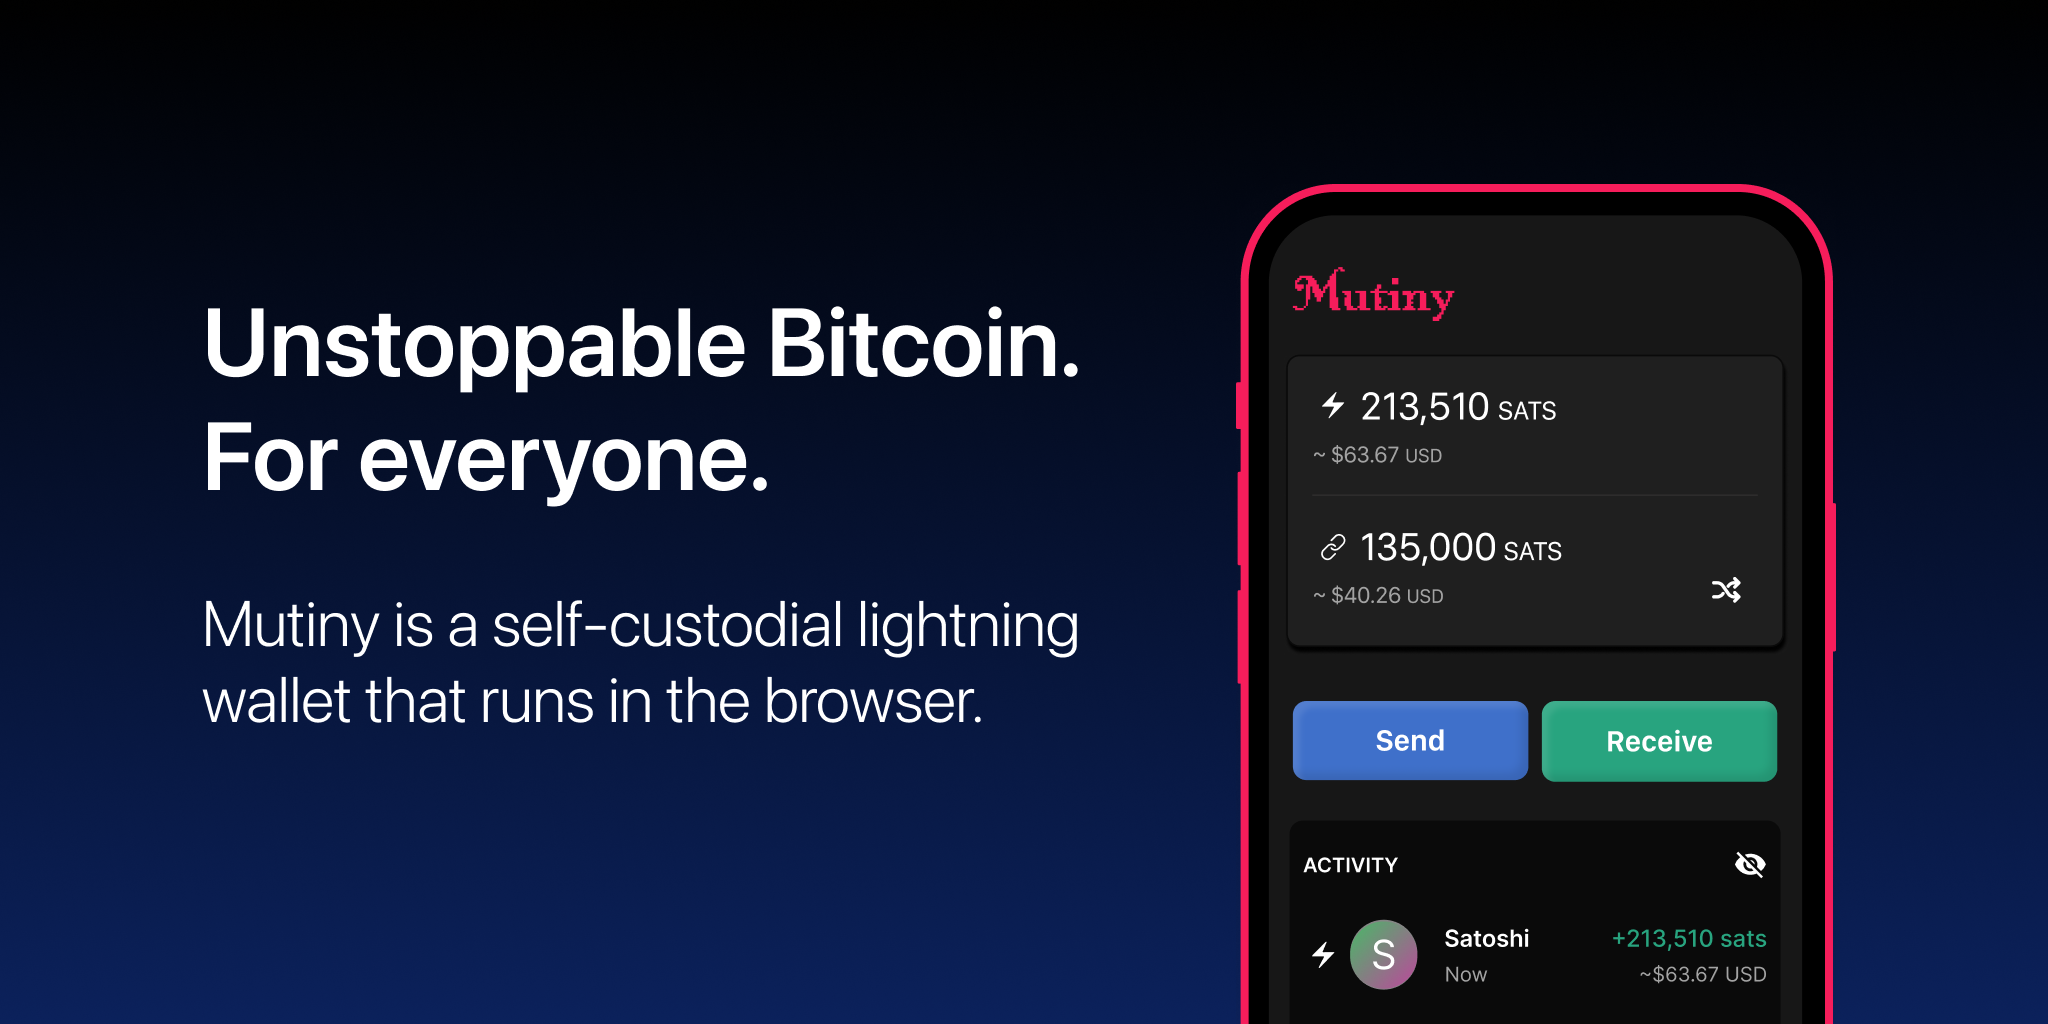 Unstoppable Bitcoin.
For everyone.
Mutiny is a self-custodial lightning
wallet that runs in the browser.
Mutiny
213,510 SATS
~ $63.67 USD
135,000 SATS
~ $40.26 USD
Send
Receive
ACTIVITY
S
Satoshi
+213,510 sats
Now
~$63.67 USD